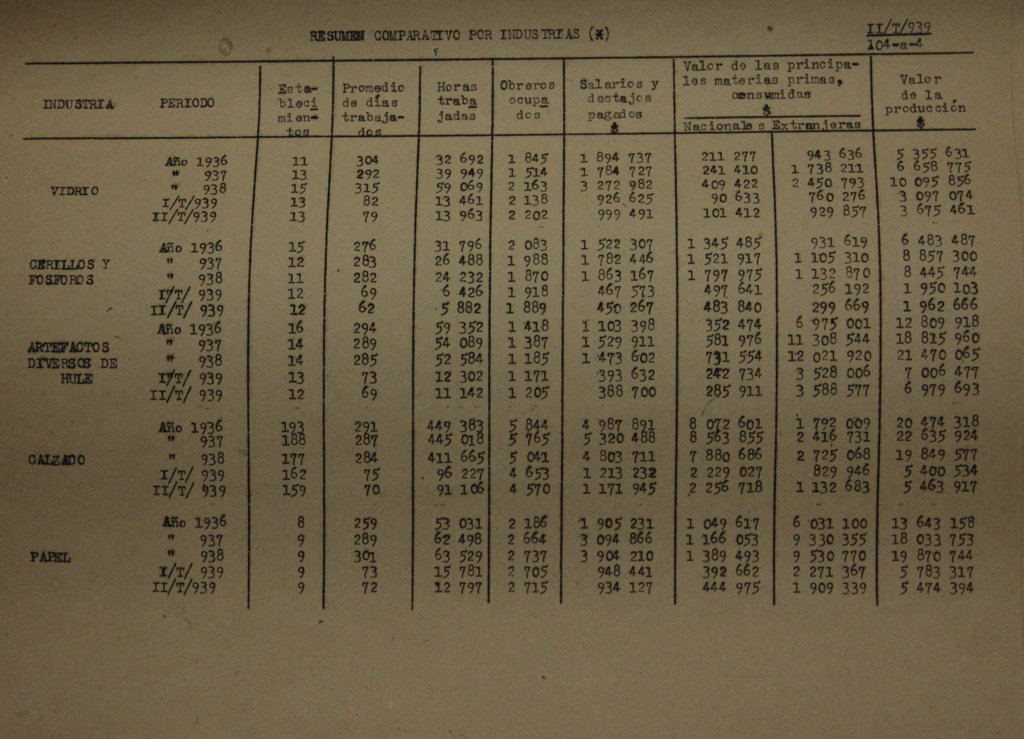 RESUMEN COMPARATIVO POR INDUSTRIAS (*)
II/T/939
104-a-4
INDUSTRIA PERIODO Esta- Promedio Horas Obreros Salarios y Valor de las principa- Valor
bleci de días traba ocupa destajos les materias primas, de la
mien- trabaja- jadas dos pagados consumidas producción
tos dos $ $ $
Nacionales Extranjeras
Año 1936 11 304 32 692 1 845 1 894 737 211 277 943 636 5 355 631
" 937 13 292 39 949 1 514 1 784 727 241 410 1 738 211 6 658 775
VIDRIO " 938 15 315 59 069 2 163 3 272 982 409 422 2 450 793 10 095 856
I/T/939 13 82 13 461 2 138 926 625 90 633 760 276 3 097 074
II/T/939 13 79 13 963 2 202 999 491 101 412 929 857 3 675 461
Año 1936 15 276 31 796 2 083 1 522 307 1 345 485 931 619 6 483 487
CERILLOS Y " 937 12 283 26 488 1 988 1 782 446 1 521 917 1 105 310 8 857 300
FOSFOROS " 938 11 282 24 232 1 870 1 863 167 1 797 975 1 132 870 8 445 744
I/T/ 939 12 69 6 426 1 918 467 573 497 641 256 192 1 950 103
II/T/ 939 12 62 5 882 1 889 450 267 483 840 299 669 1 962 666
Año 1936 16 294 59 352 1 418 1 103 398 352 474 6 975 001 12 809 918
ARTEFACTOS " 937 14 289 54 089 1 387 1 529 911 581 976 11 308 544 18 815 960
DIVERSOS DE " 938 14 285 52 584 1 185 1 473 602 731 554 12 021 920 21 470 065
HULE I/T/ 939 13 73 12 302 1 171 393 632 242 734 3 528 006 7 006 477
II/T/ 939 12 69 11 142 1 205 388 700 285 911 3 588 577 6 979 693
Año 1936 193 291 449 383 5 844 4 987 891 8 072 601 1 792 009 20 474 318
" 937 188 287 445 018 5 765 5 320 488 8 563 855 2 416 731 22 635 924
CALZADO " 938 177 284 411 665 5 041 4 803 711 7 880 686 2 725 068 19 849 577
I/T/ 939 162 75 96 227 4 653 1 213 232 2 229 027 829 946 5 400 534
II/T/ 939 159 70 91 106 4 570 1 171 945 2 256 718 1 132 683 5 463 917
Año 1936 8 259 53 031 2 186 1 905 231 1 049 617 6 031 100 13 643 158
" 937 9 289 62 498 2 664 3 094 866 1 166 053 9 330 355 18 033 753
PAPEL " 938 9 301 63 529 2 737 3 904 210 1 389 493 9 530 770 19 870 744
I/T/ 939 9 73 15 781 2 705 948 441 392 662 2 271 367 5 783 317
II/T/939 9 72 12 797 2 715 934 127 444 975 1 909 339 5 474 394